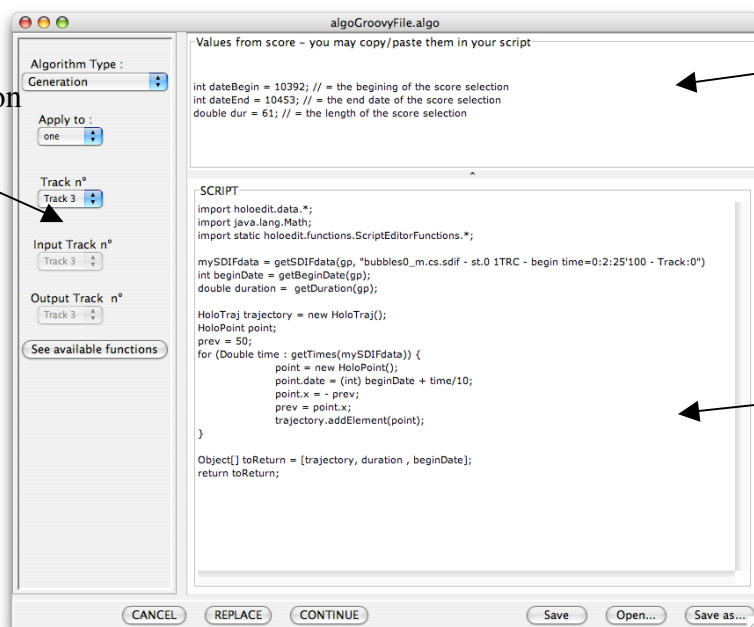 algoGroovyFile.algo
on
Algorithm Type :
Generation
Apply to :
one
Track n°
Track 3
Input Track n°
Track 3
Output Track n°
Track 3
See available functions
Values from score – you may copy/paste them in your script
int dateBegin = 10392; // = the begining of the score selection
int dateEnd = 10453; // = the end date of the score selection
double dur = 61; // = the length of the score selection
SCRIPT
import holoedit.data.*;
import java.lang.Math;
import static holoedit.functions.ScriptEditorFunctions.*;
mySDIFdata = getSDIFdata(gp, "bubbles0_m.cs.sdif - st.0 1TRC - begin time=0:2:25'100 - Track:0")
int beginDate = getBeginDate(gp);
double duration = getDuration(gp);
HoloTraj trajectory = new HoloTraj();
HoloPoint point;
prev = 50;
for (Double time : getTimes(mySDIFdata)) {
point = new HoloPoint();
point.date = (int) beginDate + time/10;
point.x = - prev;
prev = point.x;
trajectory.addElement(point);
}
Object[] toReturn = [trajectory, duration , beginDate];
return toReturn;
CANCEL
REPLACE
CONTINUE
Save
Open...
Save as...